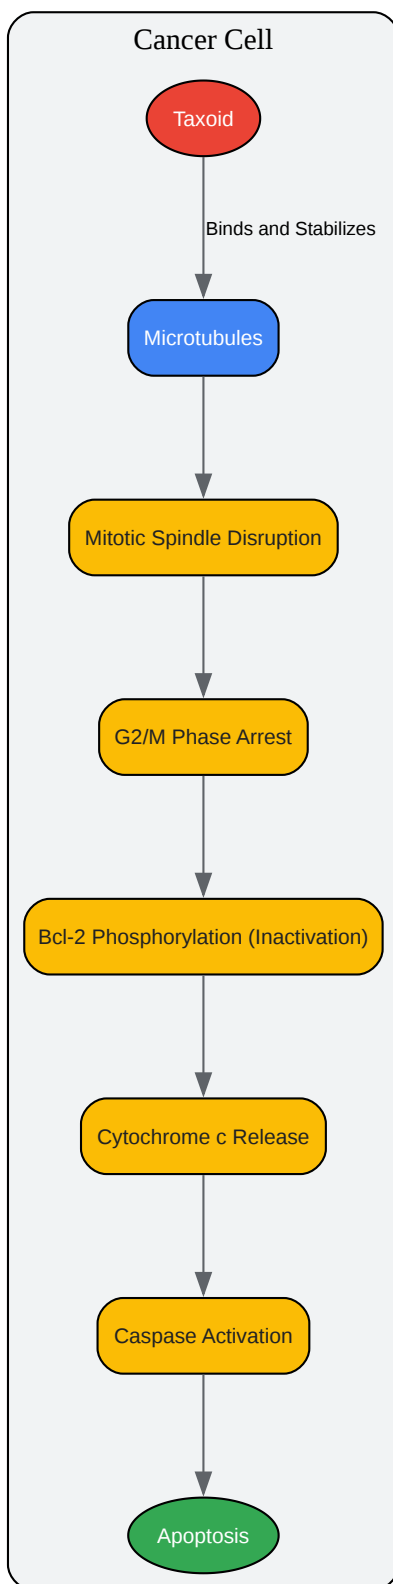 Cancer Cell
Taxoid
Binds and Stabilizes
Microtubules
Mitotic Spindle Disruption
G2/M Phase Arrest
Bcl-2 Phosphorylation (Inactivation)
Cytochrome c Release
Caspase Activation
Apoptosis